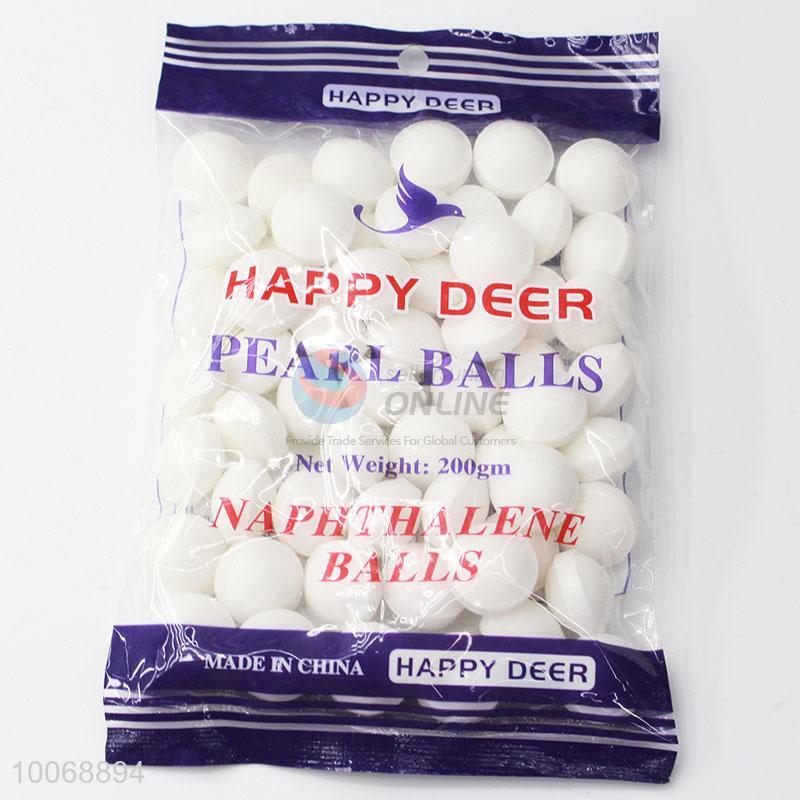 HAPPY DEER
HAPPY DEER
PEARL BALLS
ONLINE
Provide Trade Services For Global Customers
Net Weight: 200gm
NAPHTHALENE
BALLS
MADE IN CHINA
HAPPY DEER
10068894